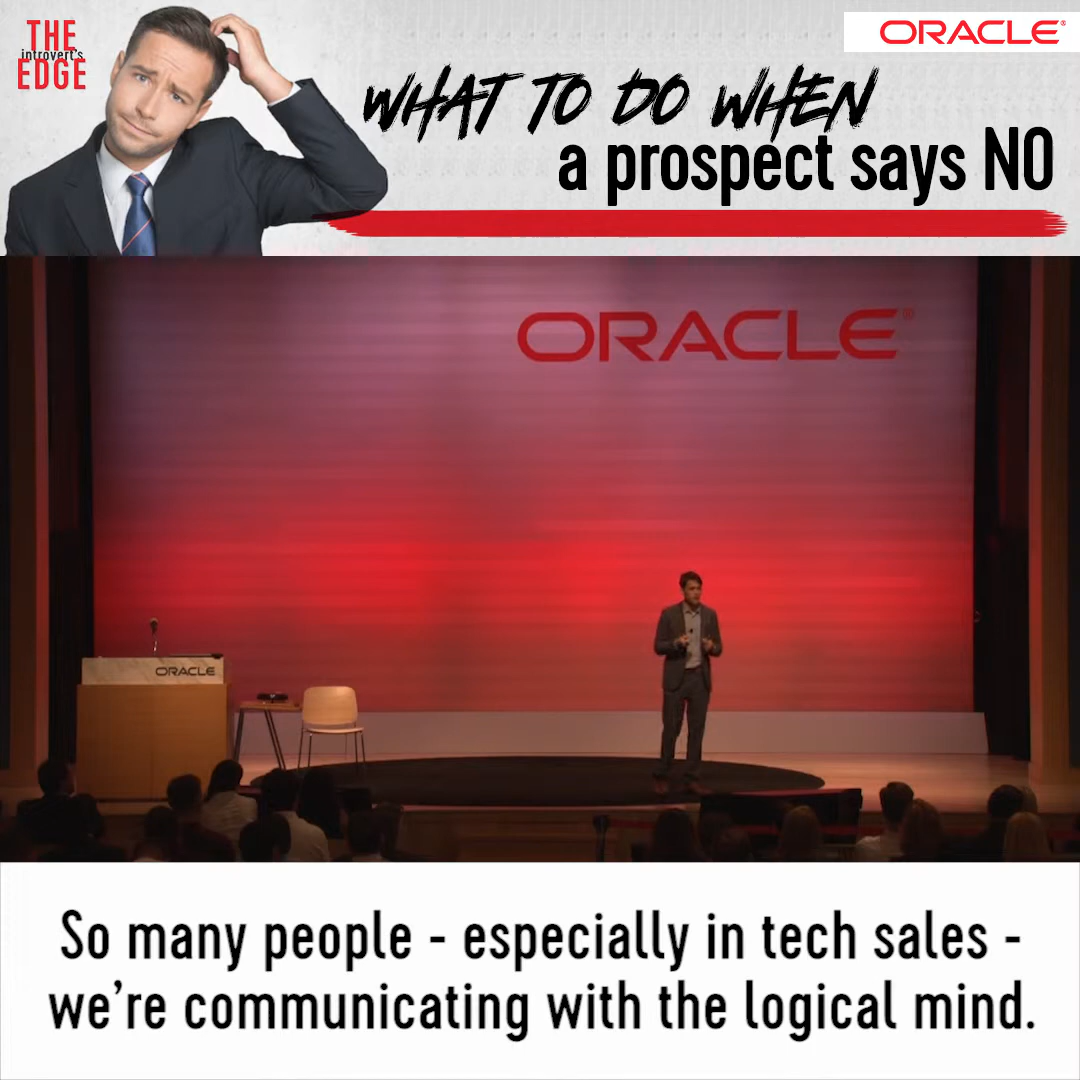 THE
introvert's
EDGE
ORACLE®
WHAT TO DO WHEN
a prospect says NO
ORACLE®
ORACLE
So many people - especially in tech sales -
we're communicating with the logical mind.